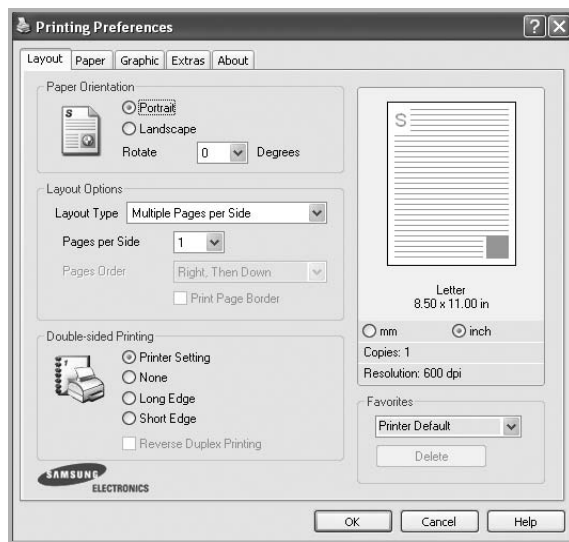 Printing Preferences
Layout Paper Graphic Extras About
Paper Orientation
S
Portrait
Landscape
Rotate 0 Degrees
Layout Options
Layout Type Multiple Pages per Side
Pages per Side 1
Pages Order Right, Then Down
Print Page Border
Double-sided Printing
Printer Setting
None
Long Edge
Short Edge
Reverse Duplex Printing
SAMSUNG
ELECTRONICS
S
Letter
8.50 x 11.00 in
mm inch
Copies: 1
Resolution: 600 dpi
Favorites
Printer Default
Delete
OK Cancel Help